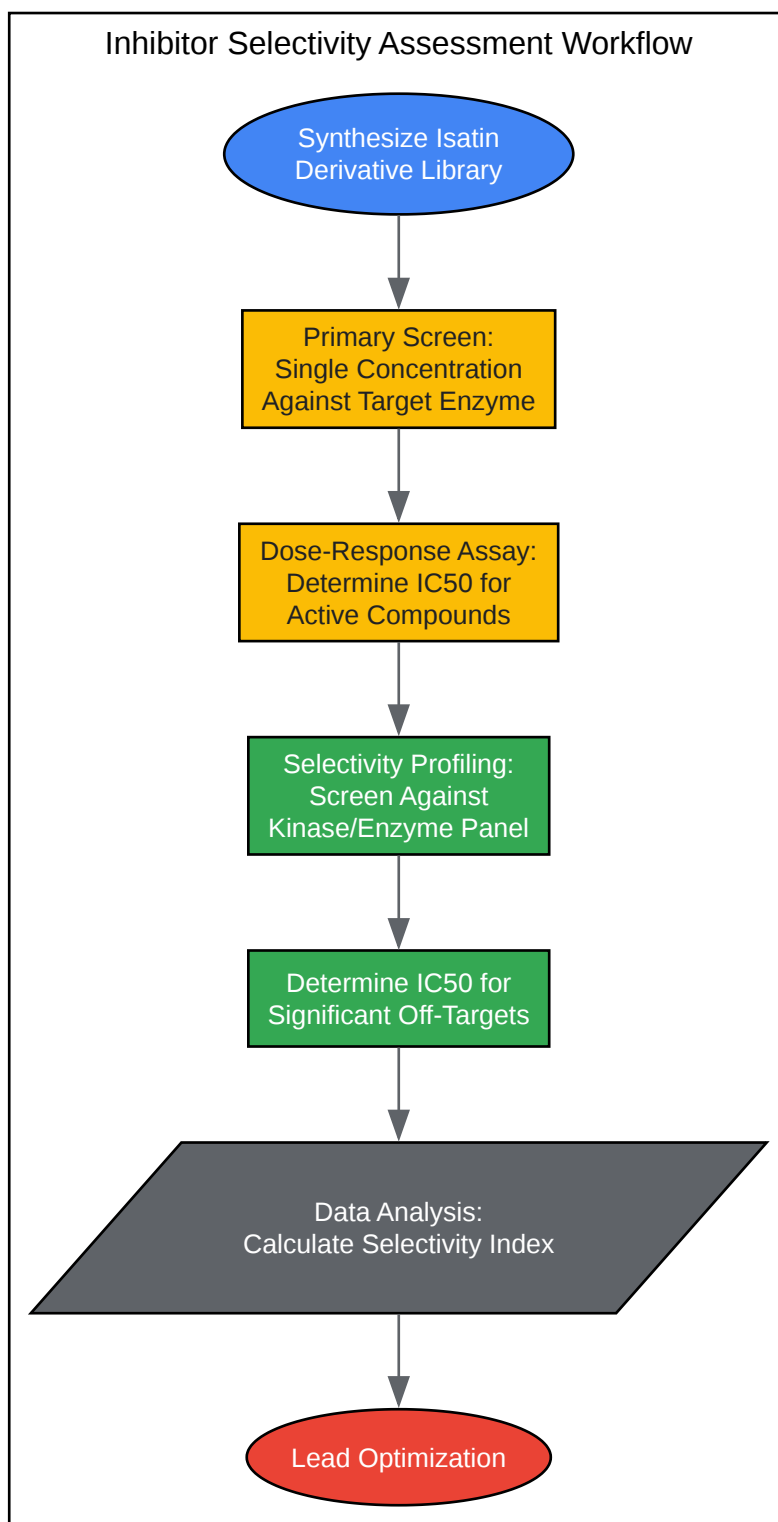 Inhibitor Selectivity Assessment Workflow
Synthesize Isatin
Derivative Library
Primary Screen:
Single Concentration
Against Target Enzyme
Dose-Response Assay:
Determine IC50 for
Active Compounds
Selectivity Profiling:
Screen Against
Kinase/Enzyme Panel
Determine IC50 for
Significant Off-Targets
Data Analysis:
Calculate Selectivity Index
Lead Optimization